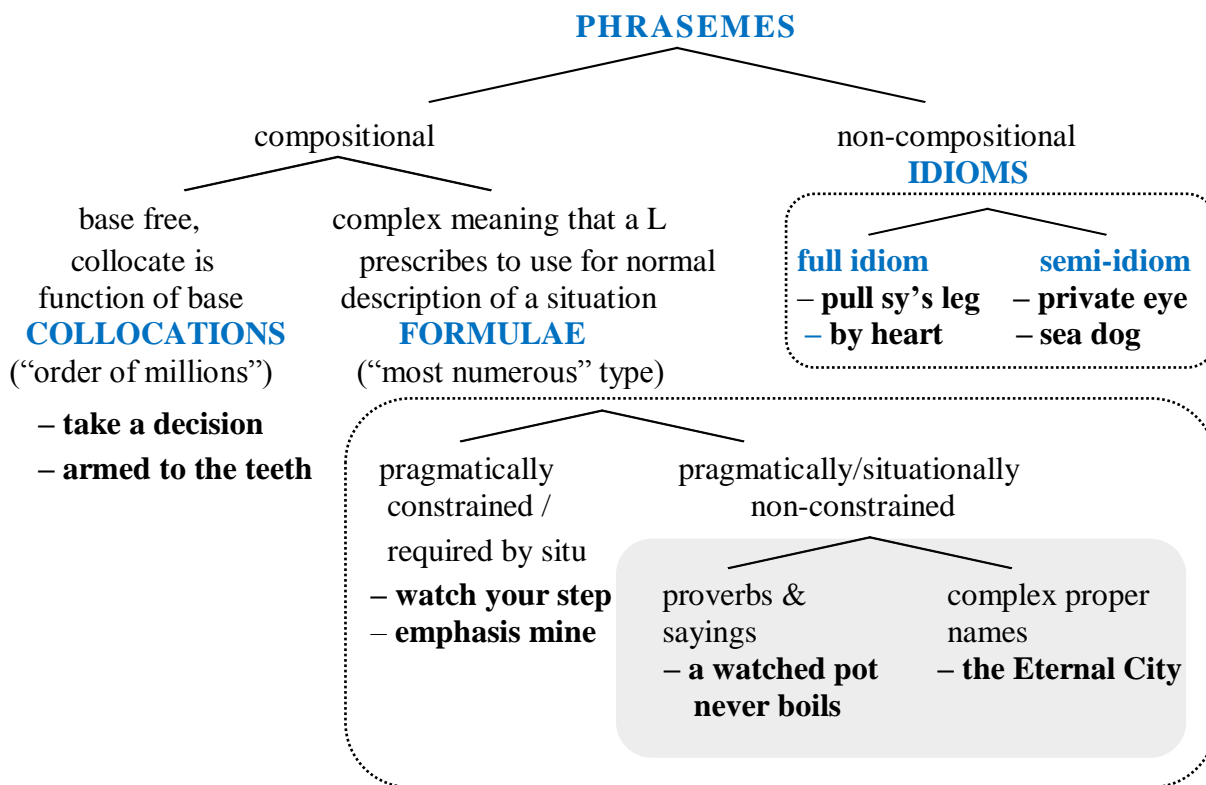 PHRASEMES
compositional
non-compositional
IDIOMS
base free,
collocate is
function of base
COLLOCATIONS
(“order of millions”)
– take a decision
– armed to the teeth
complex meaning that a L
prescribes to use for normal
description of a situation
FORMULAE
(“most numerous” type)
full idiom
– pull sy’s leg
– by heart
semi-idiom
– private eye
– sea dog
pragmatically
constrained /
required by situ
– watch your step
– emphasis mine
pragmatically/situationally
non-constrained
proverbs &
sayings
– a watched pot
never boils
complex proper
names
– the Eternal City